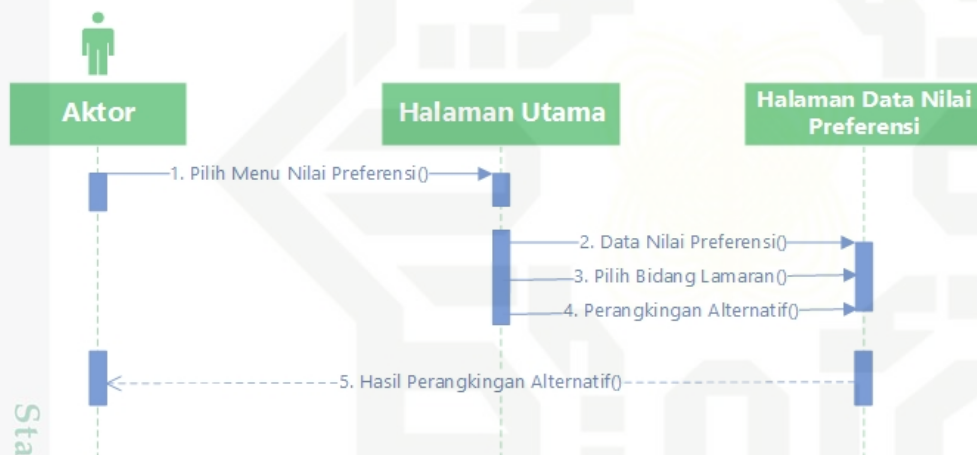 Aktor
Halaman Utama
Halaman Data Nilai
Preferensi
1. Pilih Menu Nilai Preferensi()
2. Data Nilai Preferensi()
3. Pilih Bidang Lamaran()
4. Perangkingan Alternatif()
5. Hasil Perangkingan Alternatif()
Sta